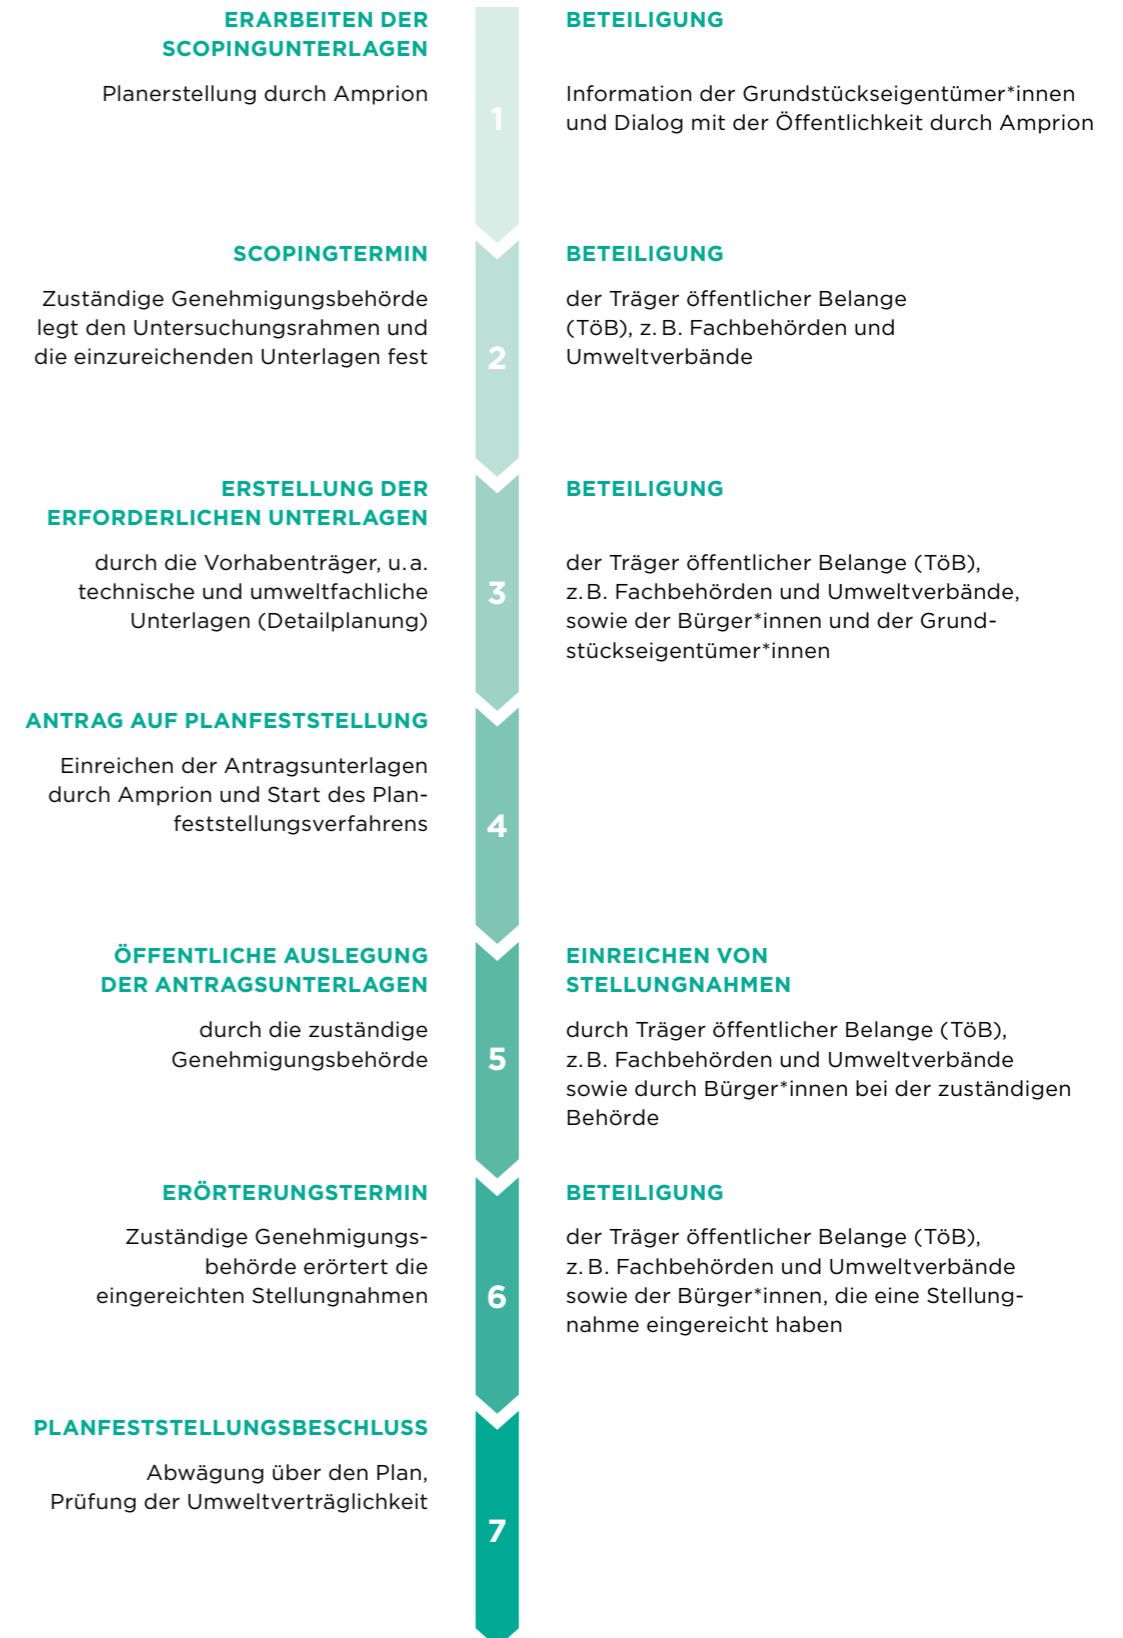 ERARBEITEN DER
SCOPINGUNTERLAGEN
Planerstellung durch Amprion
1
BETEILIGUNG
Information der Grundstückseigentümer*innen
und Dialog mit der Öffentlichkeit durch Amprion
SCOPINGTERMIN
Zuständige Genehmigungsbehörde
legt den Untersuchungsrahmen und
die einzureichenden Unterlagen fest
2
BETEILIGUNG
der Träger öffentlicher Belange
(TöB), z. B. Fachbehörden und
Umweltverbände
ERSTELLUNG DER
ERFORDERLICHEN UNTERLAGEN
durch die Vorhabenträger, u. a.
technische und umweltfachliche
Unterlagen (Detailplanung)
3
BETEILIGUNG
der Träger öffentlicher Belange (TöB),
z. B. Fachbehörden und Umweltverbände,
sowie der Bürger*innen und der Grund-
stückseigentümer*innen
ANTRAG AUF PLANFESTSTELLUNG
Einreichen der Antragsunterlagen
durch Amprion und Start des Plan-
feststellungsverfahrens
4
ÖFFENTLICHE AUSLEGUNG
DER ANTRAGSUNTERLAGEN
durch die zuständige
Genehmigungsbehörde
5
EINREICHEN VON
STELLUNGNAHMEN
durch Träger öffentlicher Belange (TöB),
z. B. Fachbehörden und Umweltverbände
sowie durch Bürger*innen bei der zuständigen
Behörde
ERÖRTERUNGSTERMIN
Zuständige Genehmigungs-
behörde erörtert die
eingereichten Stellungnahmen
6
BETEILIGUNG
der Träger öffentlicher Belange (TöB),
z. B. Fachbehörden und Umweltverbände
sowie der Bürger*innen, die eine Stellung-
nahme eingereicht haben
PLANFESTSTELLUNGSBESCHLUSS
Abwägung über den Plan,
Prüfung der Umweltverträglichkeit
7